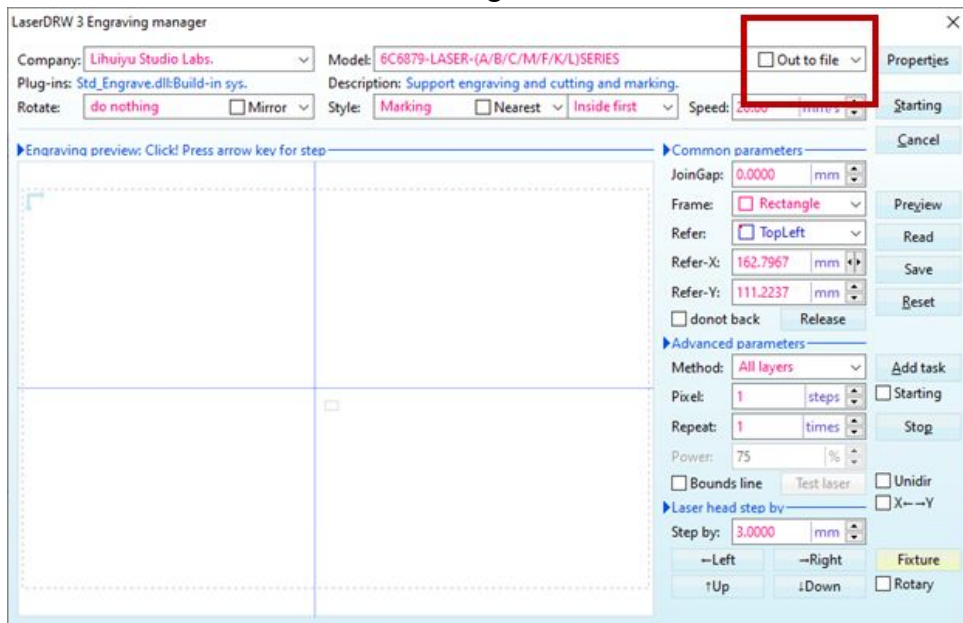 LaserDRW 3 Engraving manager
Company: Lihuiyu Studio Labs. Model: 6C6879-LASER-(A/B/C/M/F/K/L)SERIES Out to file Properties
Plug-ins: Std_Engrave.dll:Build-in sys. Description: Support engraving and cutting and marking.
Rotate: do nothing Mirror Style: Marking Nearest Inside first Speed: mm/s Starting
Cancel
Engraving preview: Click! Press arrow key for step Common parameters
JoinGap: 0.0000 mm
Frame: Rectangle Preview
Refer: TopLeft Read
Refer-X: 162.7967 mm Save
Refer-Y: 111.2237 mm Reset
donot back Release
Advanced parameters
Method: All layers Add task
Pixel: 1 steps Starting
Repeat: 1 times Stop
Power: 75 %
Bounds line Test laser Unidir
X←→Y
Laser head step by
Step by: 3.0000 mm
←Left →Right Fixture
↑Up ↓Down Rotary